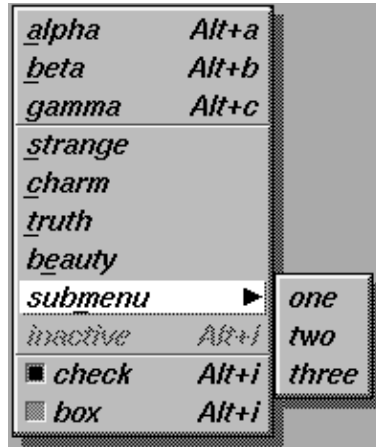 alpha Alt+a
beta Alt+b
gamma Alt+c
strange
charm
truth
beauty
submenu
one
inactive Alt+i
two
check Alt+i
three
box Alt+i